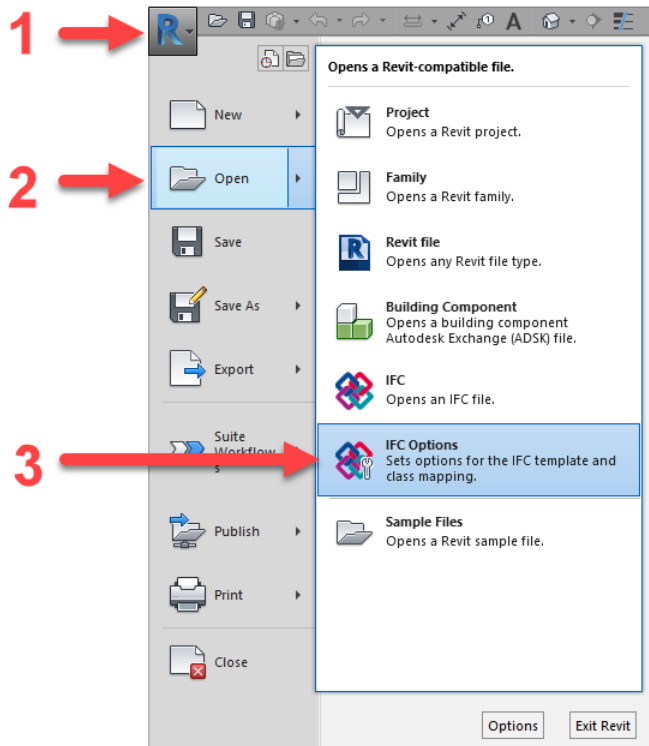 1
R
A
Opens a Revit-compatible file.
New
Project
Opens a Revit project.
2
Open
Family
Opens a Revit family.
Save
R
Revit file
Opens any Revit file type.
Save As
Building Component
Opens a building component
Autodesk Exchange (ADSK) file.
Export
IFC
Opens an IFC file.
3
Suite
Workflow
s
IFC Options
Sets options for the IFC template and
class mapping.
Publish
Sample Files
Opens a Revit sample file.
Print
Close
Options
Exit Revit